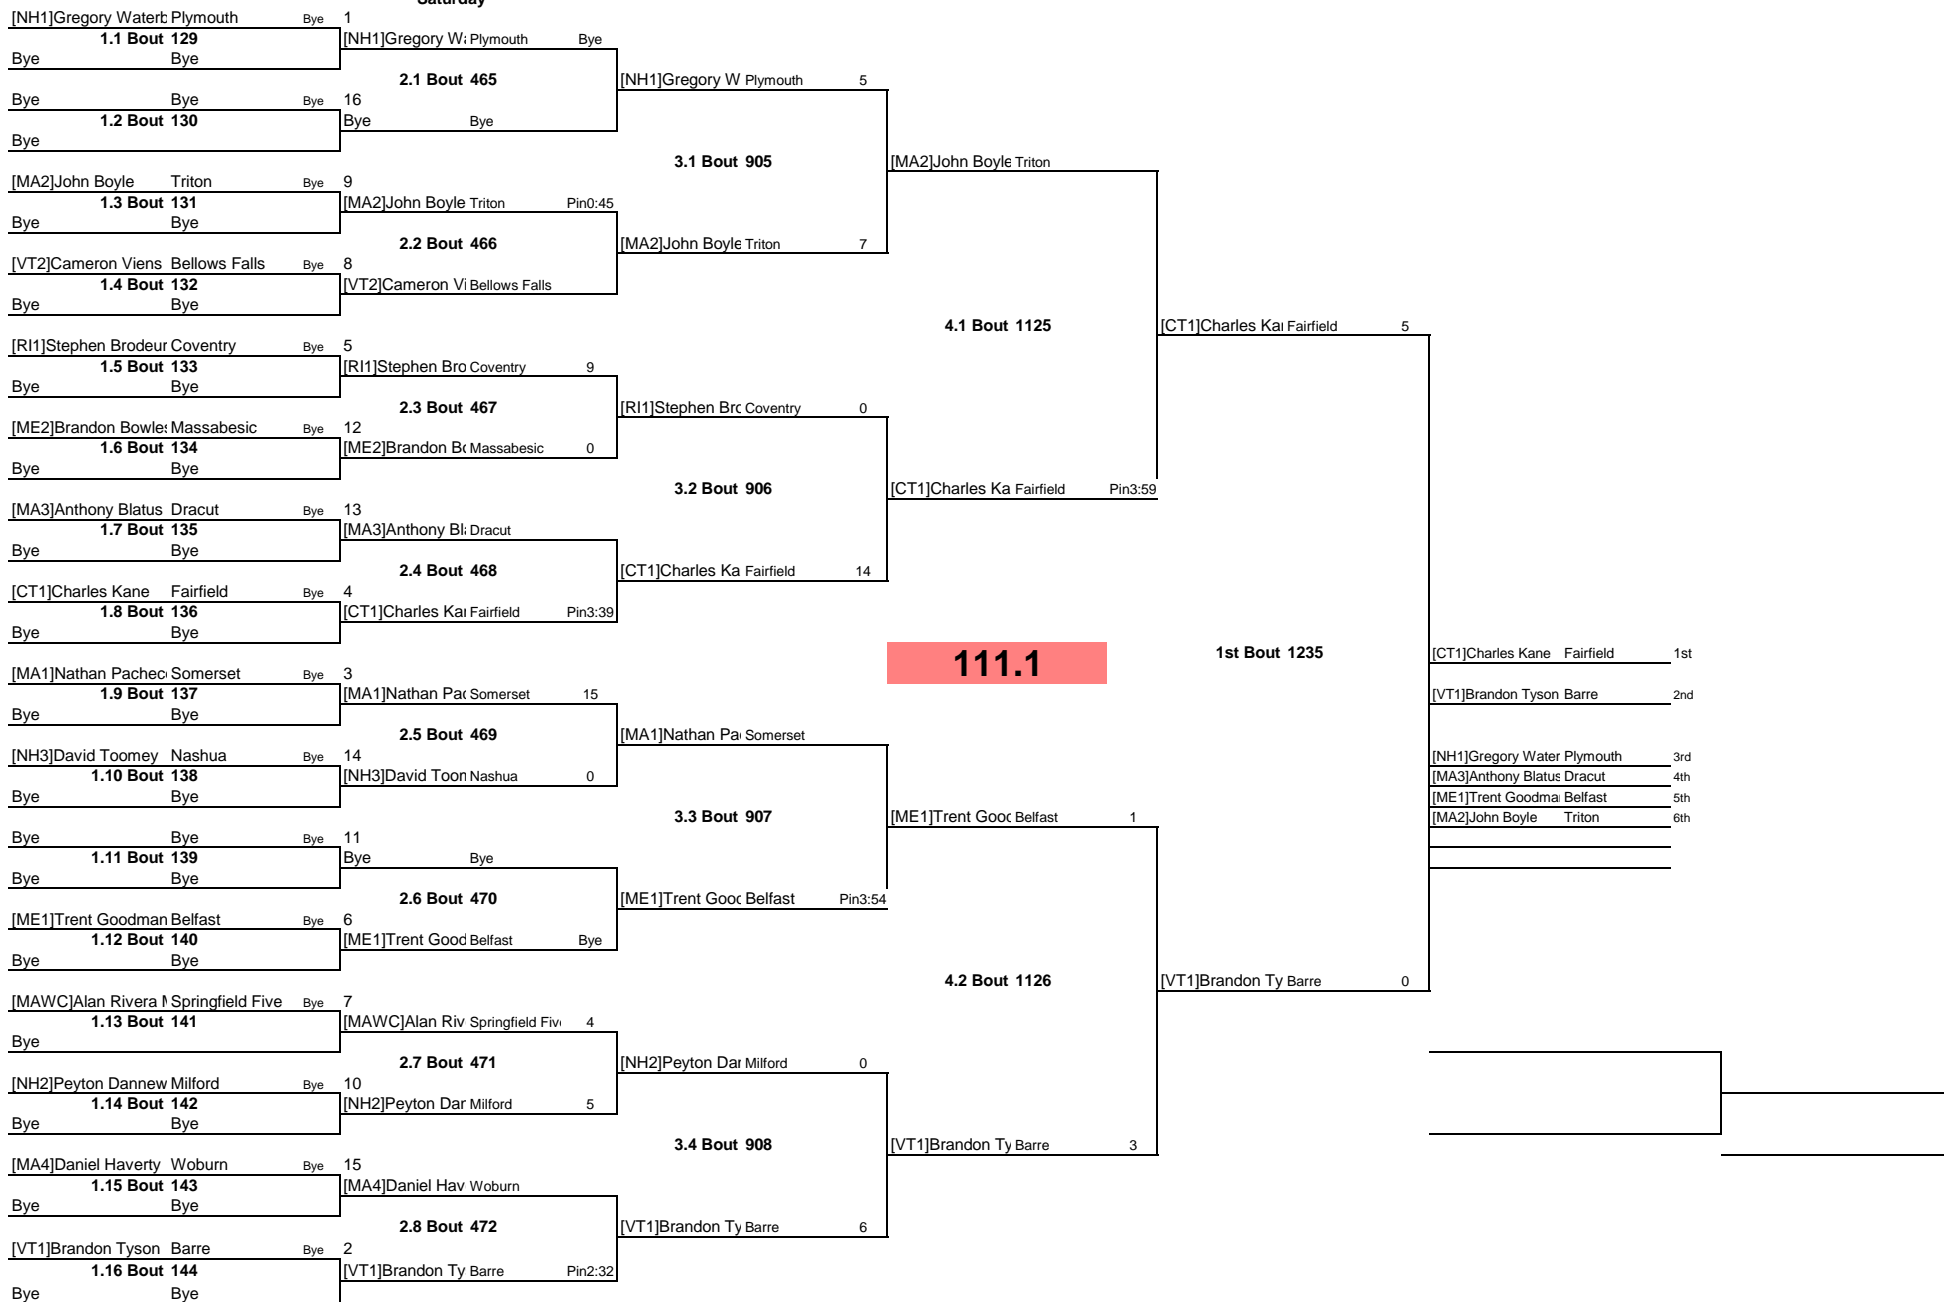 Saturday
[NH1]Gregory Waterb Plymouth Bye 1
1.1 Bout 129
Bye Bye
Bye Bye Bye 16
1.2 Bout 130
Bye
[MA2]John Boyle Triton Bye 9
1.3 Bout 131
Bye Bye
[VT2]Cameron Viens Bellows Falls Bye 8
1.4 Bout 132
Bye Bye
[RI1]Stephen Brodeur Coventry Bye 5
1.5 Bout 133
Bye Bye
[ME2]Brandon Bowles Massabesic Bye 12
1.6 Bout 134
Bye Bye
[MA3]Anthony Blatus Dracut Bye 13
1.7 Bout 135
Bye Bye
[CT1]Charles Kane Fairfield Bye 4
1.8 Bout 136
Bye Bye
[MA1]Nathan Pachec Somerset Bye 3
1.9 Bout 137
Bye Bye
[NH3]David Toomey Nashua Bye 14
1.10 Bout 138
Bye Bye
Bye Bye Bye 11
1.11 Bout 139
Bye Bye
[ME1]Trent Goodman Belfast Bye 6
1.12 Bout 140
Bye Bye
[MAWC]Alan Rivera M Springfield Five Bye 7
1.13 Bout 141
Bye
[NH2]Peyton Dannew Milford Bye 10
1.14 Bout 142
Bye Bye
[MA4]Daniel Haverty Woburn Bye 15
1.15 Bout 143
Bye Bye
[VT1]Brandon Tyson Barre Bye 2
1.16 Bout 144
Bye Bye
[NH1]Gregory Wa Plymouth Bye
2.1 Bout 465
Bye Bye
[MA2]John Boyle Triton Pin0:45
2.2 Bout 466
[VT2]Cameron Vi Bellows Falls
[RI1]Stephen Bro Coventry 9
2.3 Bout 467
[ME2]Brandon Bo Massabesic 0
[MA3]Anthony Bla Dracut
2.4 Bout 468
[CT1]Charles Kan Fairfield Pin3:39
[MA1]Nathan Pac Somerset 15
2.5 Bout 469
[NH3]David Toom Nashua 0
Bye Bye
2.6 Bout 470
[ME1]Trent Good Belfast Bye
[MAWC]Alan Riv Springfield Five 4
2.7 Bout 471
[NH2]Peyton Dan Milford 5
[MA4]Daniel Hav Woburn
2.8 Bout 472
[VT1]Brandon Ty Barre Pin2:32
[NH1]Gregory W Plymouth 5
3.1 Bout 905
[MA2]John Boyle Triton 7
[RI1]Stephen Bro Coventry 0
3.2 Bout 906
[CT1]Charles Ka Fairfield 14
[MA1]Nathan Pac Somerset
3.3 Bout 907
[ME1]Trent Good Belfast Pin3:54
[NH2]Peyton Dan Milford 0
3.4 Bout 908
[VT1]Brandon Ty Barre 6
[MA2]John Boyle Triton
4.1 Bout 1125
[CT1]Charles Ka Fairfield Pin3:59
111.1
[ME1]Trent Good Belfast 1
4.2 Bout 1126
[VT1]Brandon Ty Barre 3
[CT1]Charles Kan Fairfield 5
1st Bout 1235
[VT1]Brandon Ty Barre 0
[CT1]Charles Kane Fairfield 1st
[VT1]Brandon Tyson Barre 2nd
[NH1]Gregory Water Plymouth 3rd
[MA3]Anthony Blatus Dracut 4th
[ME1]Trent Goodma Belfast 5th
[MA2]John Boyle Triton 6th